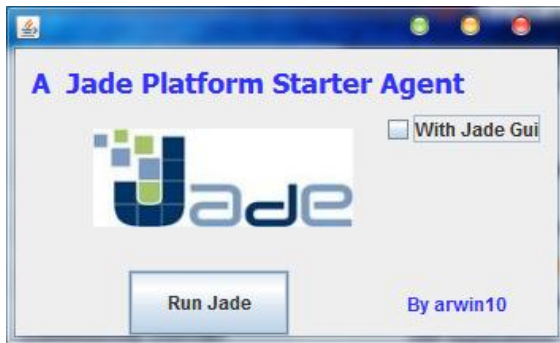 A Jade Platform Starter Agent
With Jade Gui
Jade
Run Jade
By arwin10